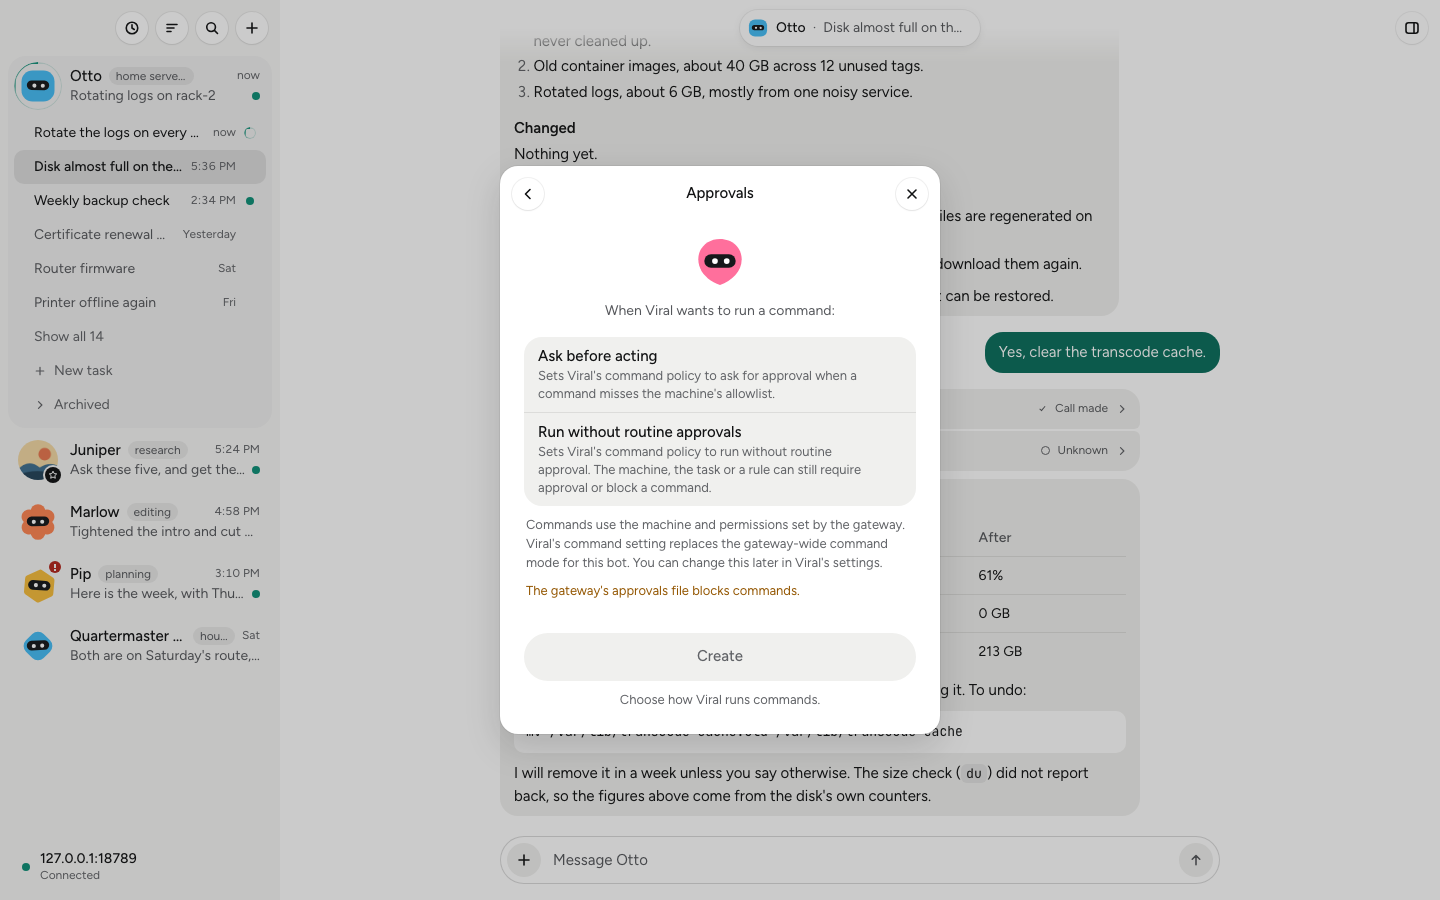 Otto · Disk almost full on th...
Otto home serve... now
Rotating logs on rack-2
Rotate the logs on every ... now
Disk almost full on the... 5:36 PM
Weekly backup check 2:34 PM
Certificate renewal ... Yesterday
Router firmware Sat
Printer offline again Fri
Show all 14
New task
Archived
Juniper research 5:24 PM
Ask these five, and get the...
Marlow editing 4:58 PM
Tightened the intro and cut ...
Pip planning 3:10 PM
Here is the week, with Thu...
Quartermaster ... hou... Sat
Both are on Saturday's route,...
127.0.0.1:18789
Connected
never cleaned up.
2. Old container images, about 40 GB across 12 unused tags.
3. Rotated logs, about 6 GB, mostly from one noisy service.
Changed
Nothing yet.
iles are regenerated on
download them again.
can be restored.
Yes, clear the transcode cache.
Call made
Unknown
After
61%
0 GB
213 GB
g it. To undo:
I will remove it in a week unless you say otherwise. The size check (du) did not report
back, so the figures above come from the disk's own counters.
Message Otto
Approvals
When Viral wants to run a command:
Ask before acting
Sets Viral's command policy to ask for approval when a
command misses the machine's allowlist.
Run without routine approvals
Sets Viral's command policy to run without routine
approval. The machine, the task or a rule can still require
approval or block a command.
Commands use the machine and permissions set by the gateway.
Viral's command setting replaces the gateway-wide command
mode for this bot. You can change this later in Viral's settings.
The gateway's approvals file blocks commands.
Create
Choose how Viral runs commands.